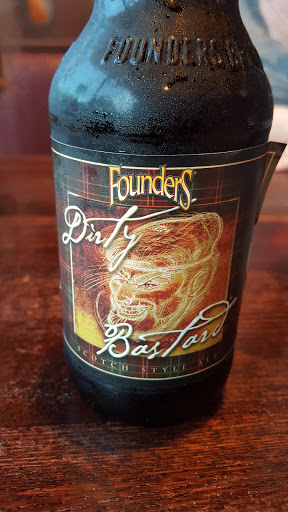 FOUNDERS
FOUNDERS
Dirty
Bastard
SCOTCH STYLE ALE